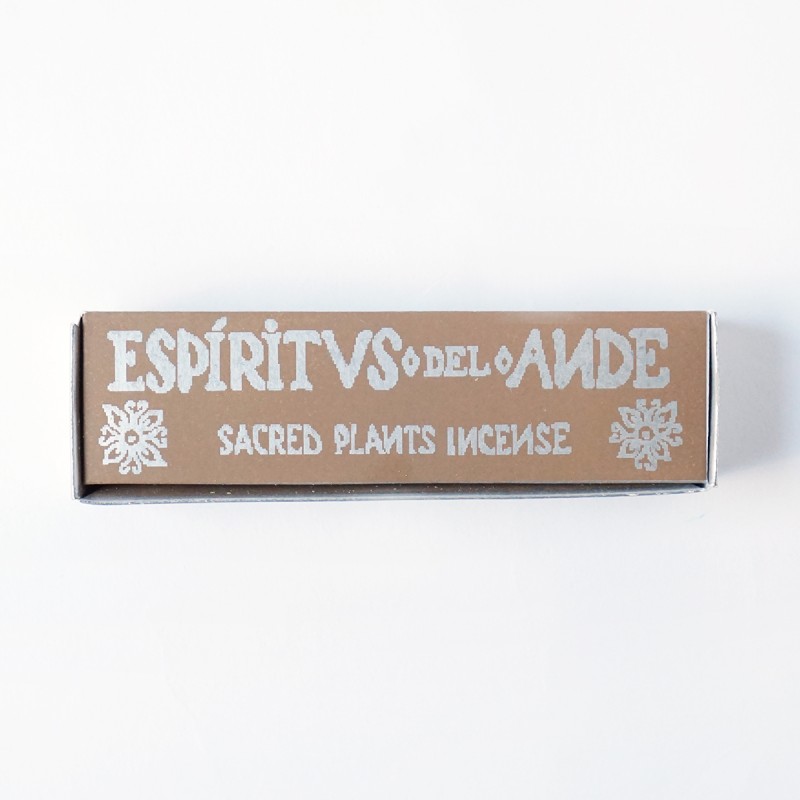 ESPÍRITVS DEL ANDE
SACRED PLANTS INCENSE